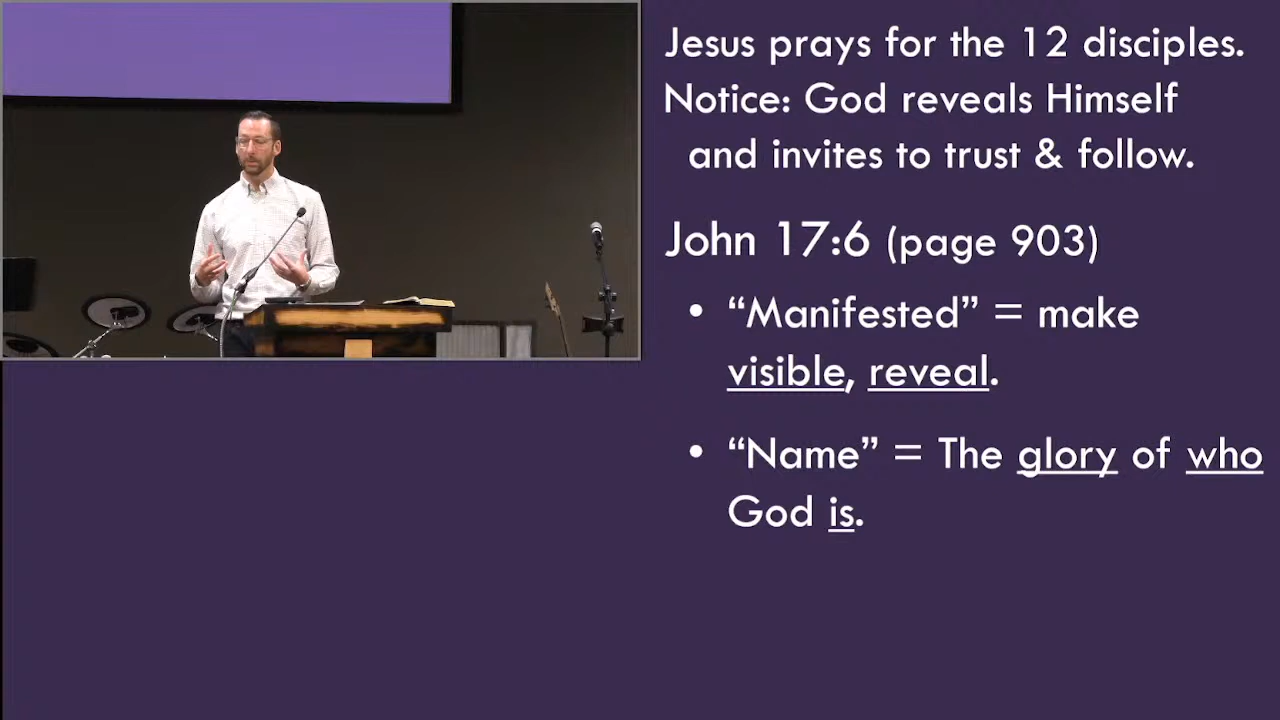 Jesus prays for the 12 disciples.
Notice: God reveals Himself
and invites to trust & follow.
John 17:6 (page 903)
• “Manifested” = make
visible, reveal.
• “Name” = The glory of who
God is.